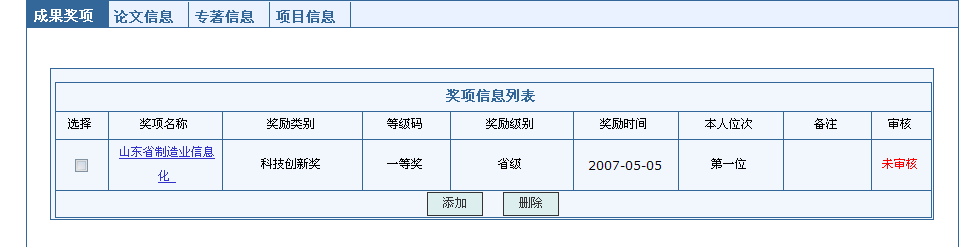 成果奖项 论文信息 专著信息 项目信息
奖项信息列表
选择 奖项名称 奖励类别 等级码 奖励级别 奖励时间 本人位次 备注 审核
山东省制造业信息
化
科技创新奖 一等奖 省级 2007-05-05 第一位 未审核
添加 删除